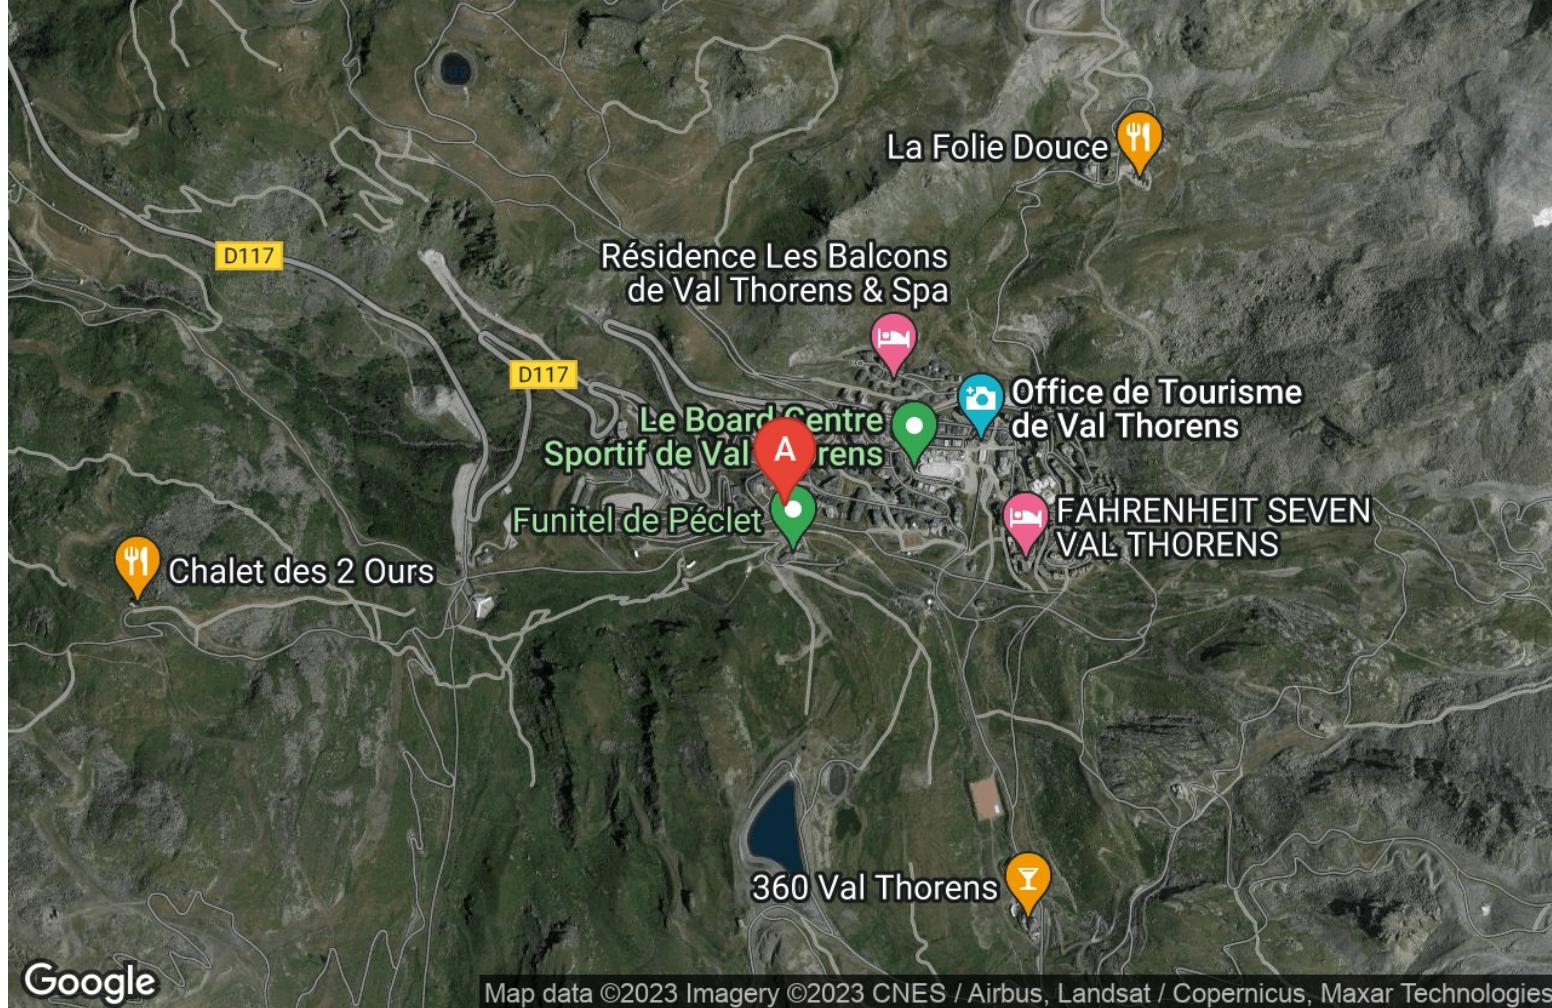 La Folie Douce
D117
Résidence Les Balcons
de Val Thorens & Spa
D117
Office de Tourisme
de Val Thorens
Le Board Centre
Sportif de Val
A
Funitel de Péclet
FAHRENHEIT SEVEN
VAL THORENS
Chalet des 2 Ours
360 Val Thorens
Google
Map data ©2023 Imagery ©2023 CNES / Airbus, Landsat / Copernicus, Maxar Technologies